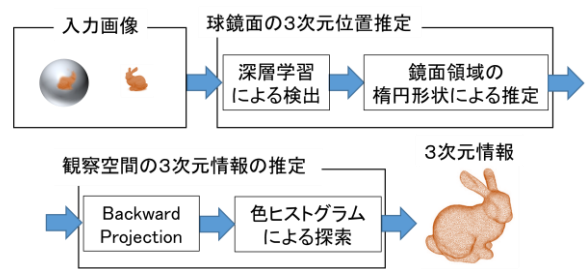 入力画像
球鏡面の３次元位置推定
深層学習
による検出
鏡面領域の
楕円形状による推定
観察空間の３次元情報の推定
Backward
Projection
色ヒストグラム
による探索
３次元情報